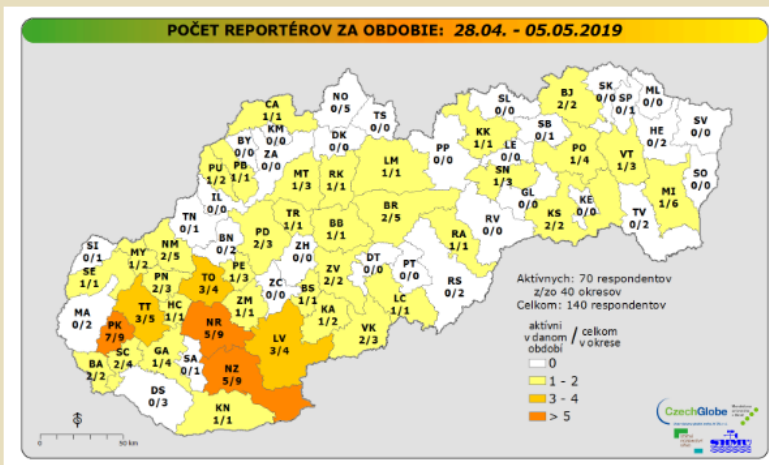 POČET REPORTÉROV ZA OBDOBIE: 28.04. - 05.05.2019
CA 1/1
NO 0/5
TS 0/0
BY 0/0
KM 0/0
ZA 0/0
DK 0/0
PU 1/2
PB 1/1
MT 1/3
RK 1/1
LM 1/1
PP 0/0
KK 1/1
SL 0/0
LE 0/0
SB 0/1
BJ 2/2
SK 0/0
SP 0/1
ML 0/0
HE 0/2
SV 0/0
PO 1/4
VT 1/3
SN 1/3
GL 0/0
KS 2/2
KE 0/0
MI 1/6
SO 0/0
TV 0/2
IL 0/0
TN 0/1
BN 0/2
PD 2/3
TR 1/1
BB 1/1
BR 2/5
RA 1/1
RV 0/0
SI 0/1
SE 1/1
MY 1/2
NM 2/5
PN 2/3
TO 3/4
PE 1/3
ZH 0/0
ZC 0/0
BS 1/1
ZV 2/2
DT 0/0
PT 0/0
RS 0/2
MA 0/2
TT 3/5
HC 1/1
ZM 1/1
KA 1/2
LC 1/1
VK 2/3
PK 7/9
NR 5/9
LV 3/4
BA 2/2
SC 2/4
GA 1/4
SA 0/1
NZ 5/9
DS 0/3
KN 1/1
Aktívnych: 70 respondentov
z/zo 40 okresov
Celkom: 140 respondentov
aktívni v danom období / celkom v okrese
0
1 - 2
3 - 4
> 5
0
50 km
CzechGlobe
SHMÚ